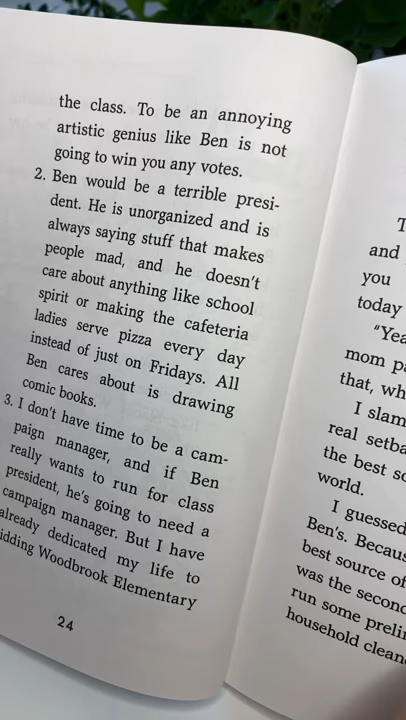 the class. To be an annoying
artistic genius like Ben is not
going to win you any votes.
2. Ben would be a terrible presi-
dent. He is unorganized and is
always saying stuff that makes
people mad, and he doesn't
care about anything like school
spirit or making the cafeteria
ladies serve pizza every day
instead of just on Fridays. All
Ben cares about is drawing
comic books.
3. I don't have time to be a cam-
paign manager, and if Ben
really wants to run for class
president, he's going to need a
campaign manager. But I have
already dedicated my life to
idding Woodbrook Elementary
24
T
and
you
today
"Yea
mom pa
that, wh
I slam
real setba
the best so
world.
I guessed
Ben's. Becaus
best source of
was the second
run some prelin
household clean